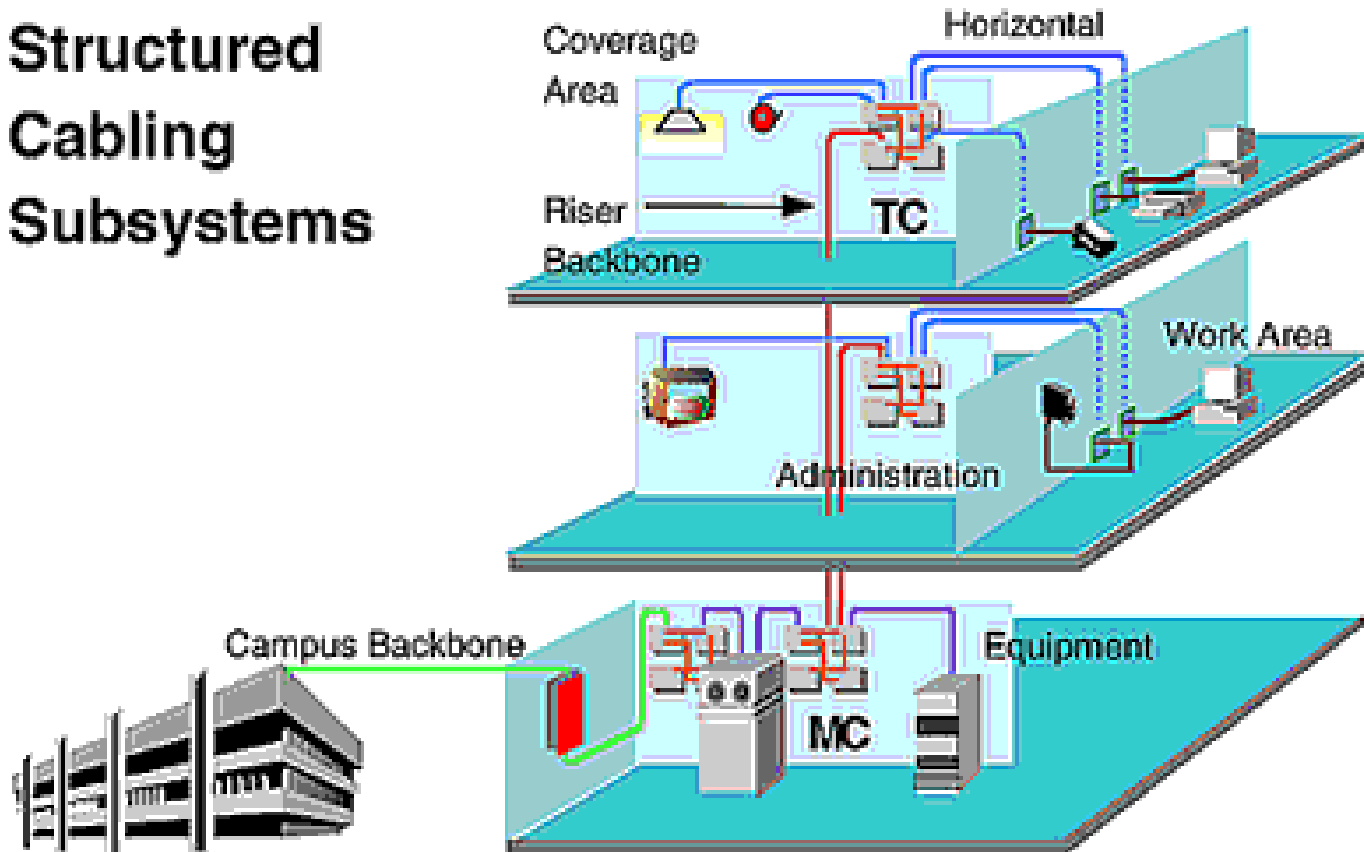 Structured
Cabling
Subsystems
Coverage
Area
Horizontal
Riser
Backbone
TC
Work Area
Administration
Campus Backbone
Equipment
MC